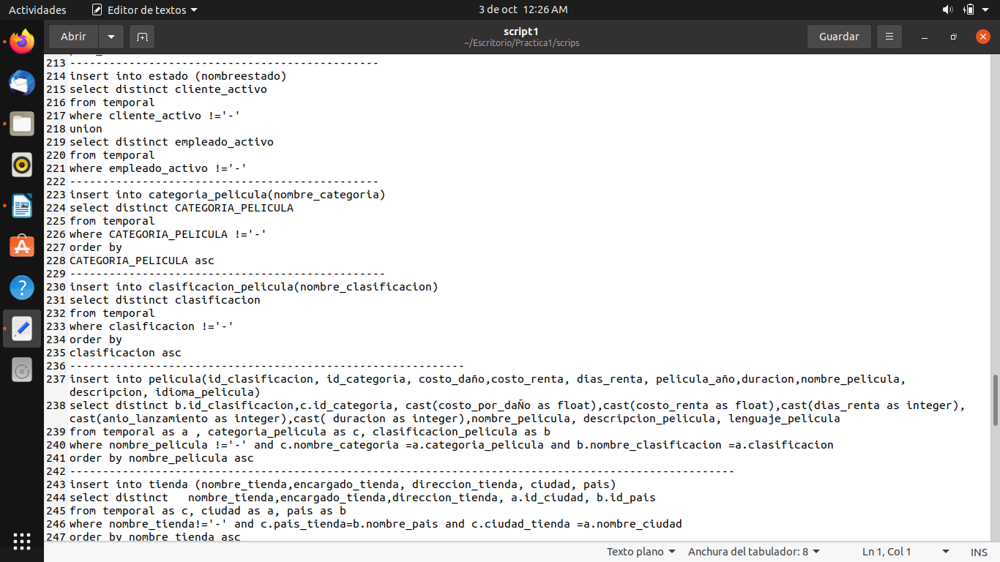 Actividades
Editor de textos
3 de oct 12:26 AM
Abrir
script1
~/Escritorio/Practica1/scrips
Guardar
213 -----------------------------------------------
214 insert into estado (nombreestado)
215 select distinct cliente_activo
216 from temporal
217 where cliente_activo !='-'
218 union
219 select distinct empleado_activo
220 from temporal
221 where empleado_activo !='-'
222 -----------------------------------------------
223 insert into categoria_pelicula(nombre_categoria)
224 select distinct CATEGORIA_PELICULA
225 from temporal
226 where CATEGORIA_PELICULA !='-'
227 order by
228 CATEGORIA_PELICULA asc
229 ------------------------------------------------
230 insert into clasificacion_pelicula(nombre_clasificacion)
231 select distinct clasificacion
232 from temporal
233 where clasificacion !='-'
234 order by
235 clasificacion asc
236 ------------------------------------------------------------
237 insert into pelicula(id_clasificacion, id_categoria, costo_daño,costo_renta, dias_renta, pelicula_año,duracion,nombre_pelicula,
descripcion, idioma_pelicula)
238 select distinct b.id_clasificacion,c.id_categoria, cast(costo_por_daÑo as float),cast(costo_renta as float),cast(dias_renta as integer),
cast(anio_lanzamiento as integer),cast( duracion as integer),nombre_pelicula, descripcion_pelicula, lenguaje_pelicula
239 from temporal as a , categoria_pelicula as c, clasificacion_pelicula as b
240 where nombre_pelicula !='-' and c.nombre_categoria =a.categoria_pelicula and b.nombre_clasificacion =a.clasificacion
241 order by nombre_pelicula asc
242 -----------------------------------------------------------------------------------------------------
243 insert into tienda (nombre_tienda,encargado_tienda, direccion_tienda, ciudad, pais)
244 select distinct   nombre_tienda,encargado_tienda,direccion_tienda, a.id_ciudad, b.id_pais
245 from temporal as c, ciudad as a, pais as b
246 where nombre_tienda!='-' and c.pais_tienda=b.nombre_pais and c.ciudad_tienda =a.nombre_ciudad
247 order by nombre_tienda asc
Texto plano
Anchura del tabulador: 8
Ln 1, Col 1
INS